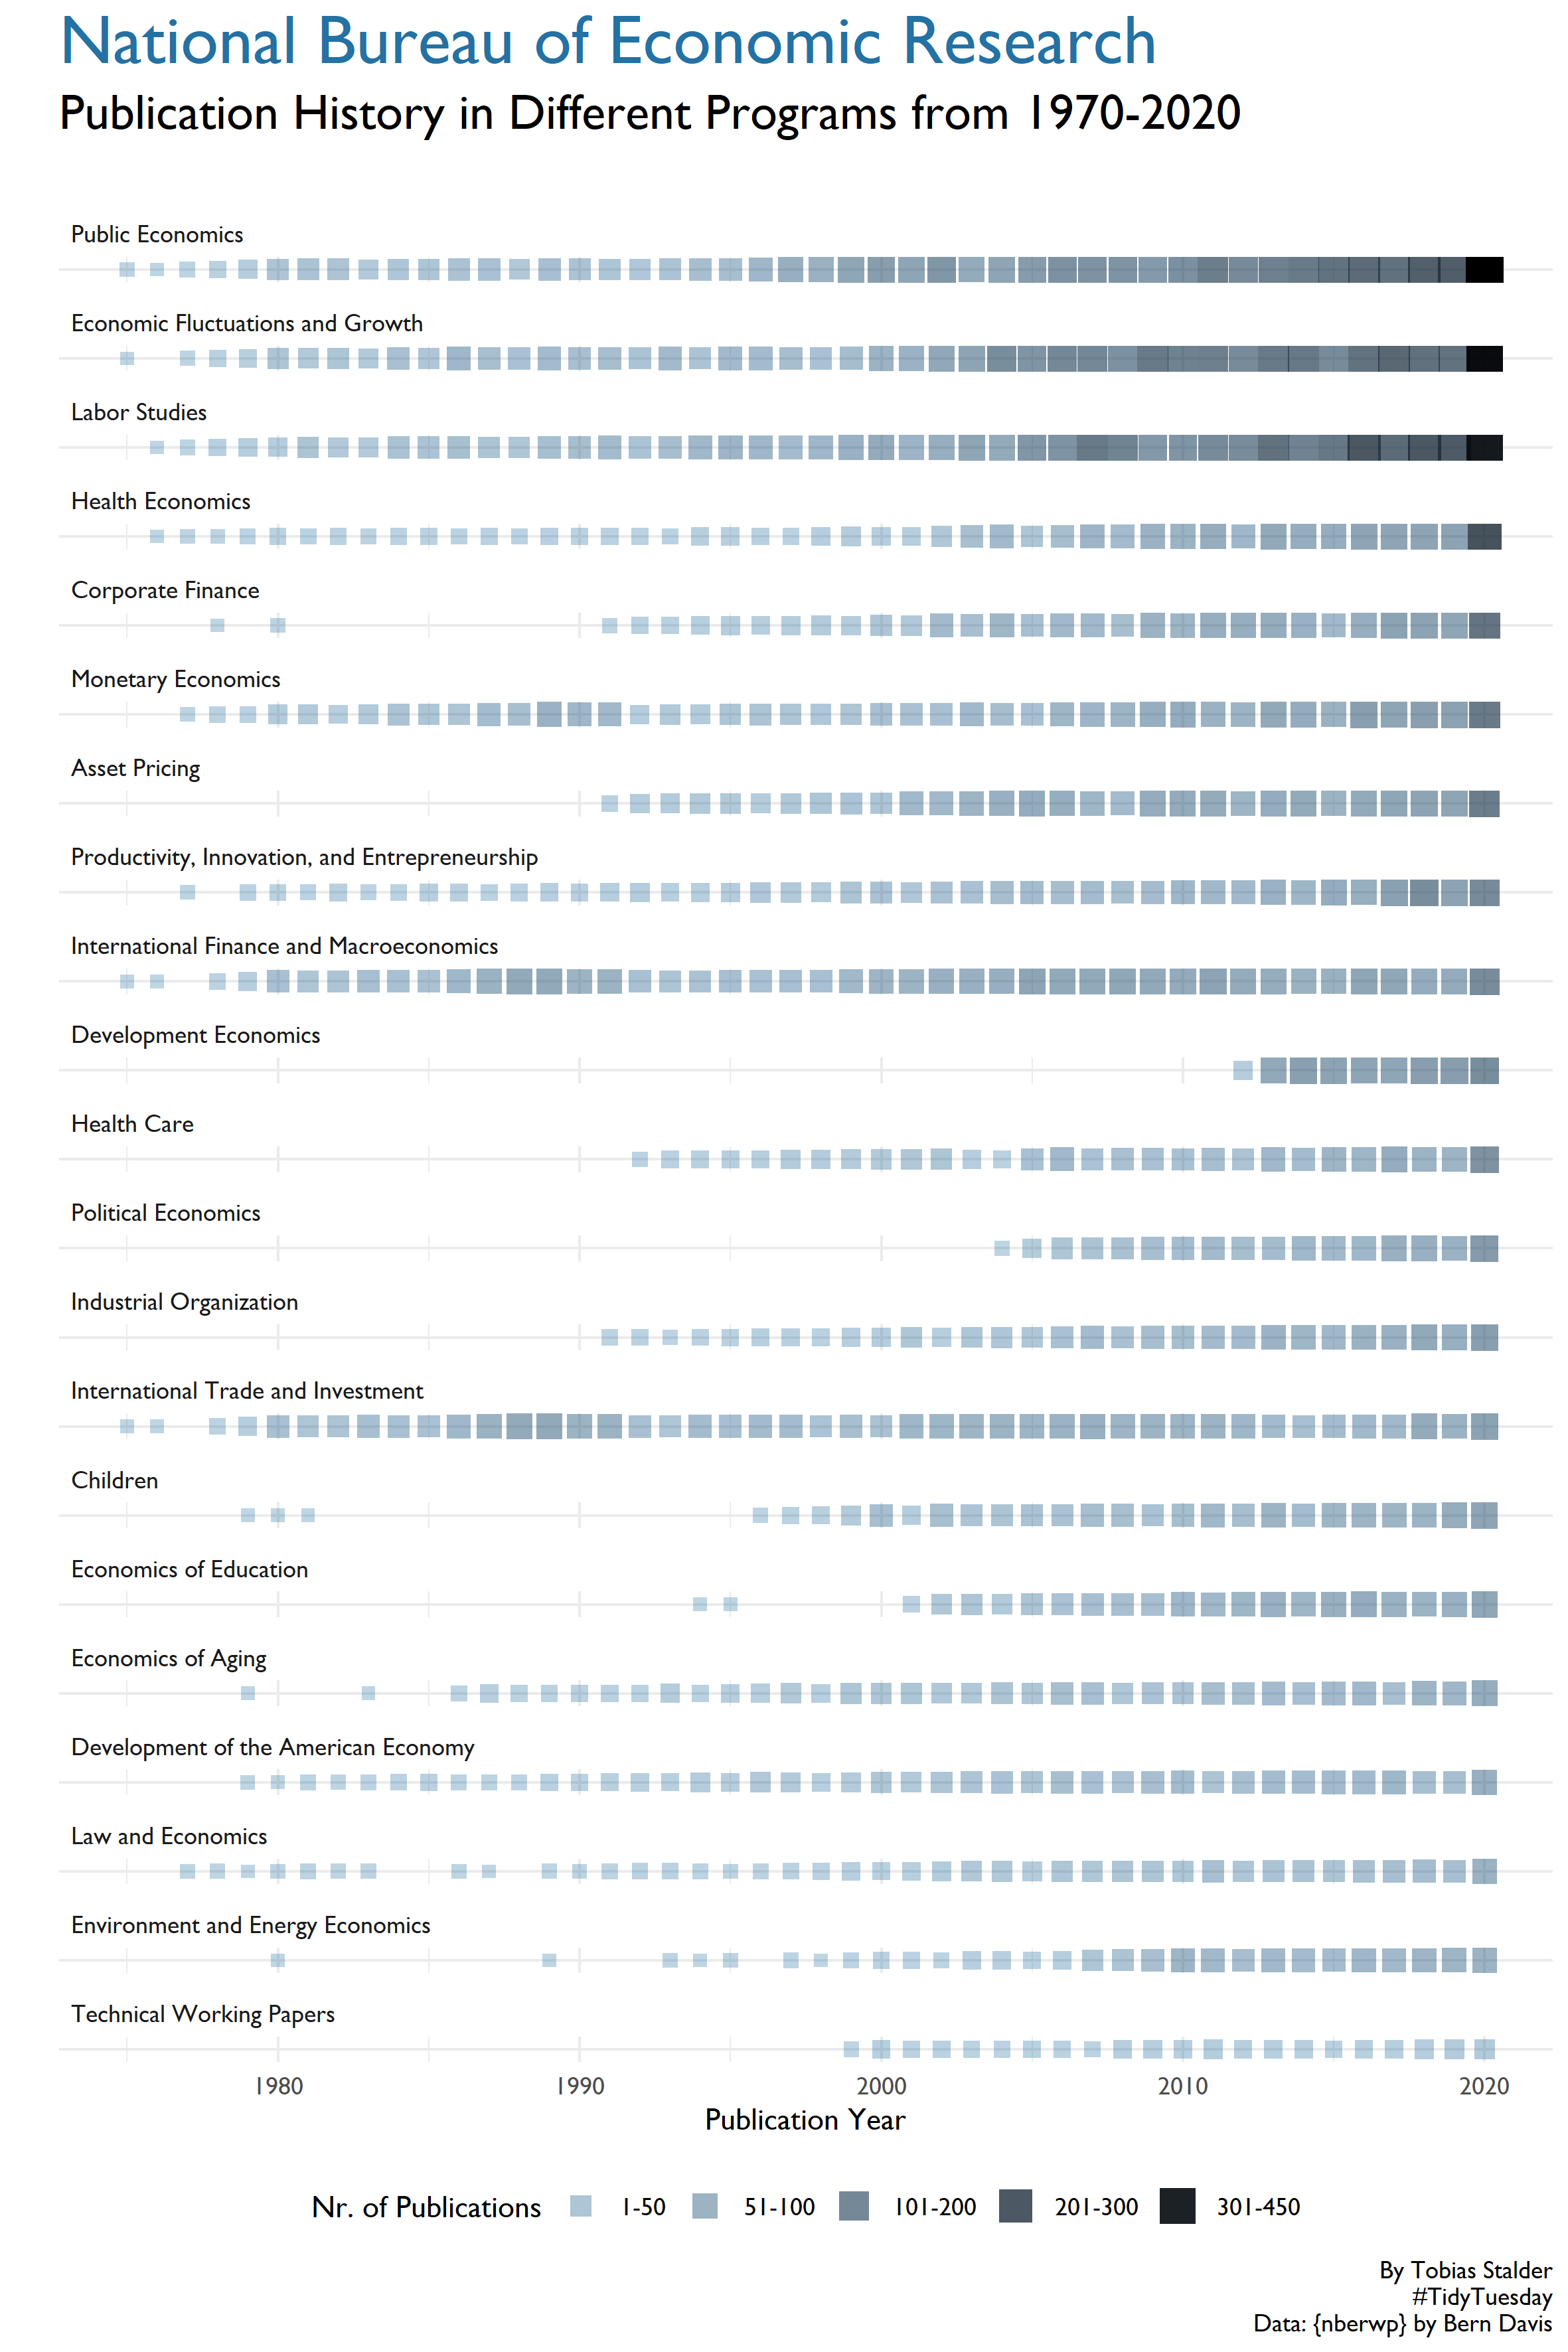 National Bureau of Economic Research
Publication History in Different Programs from 1970-2020
Public Economics
Economic Fluctuations and Growth
Labor Studies
Health Economics
Corporate Finance
Monetary Economics
Asset Pricing
Productivity, Innovation, and Entrepreneurship
International Finance and Macroeconomics
Development Economics
Health Care
Political Economics
Industrial Organization
International Trade and Investment
Children
Economics of Education
Economics of Aging
Development of the American Economy
Law and Economics
Environment and Energy Economics
Technical Working Papers
1980 1990 2000 2010 2020
Publication Year
Nr. of Publications 1-50 51-100 101-200 201-300 301-450
By Tobias Stalder
#TidyTuesday
Data: {nberwp} by Bern Davis